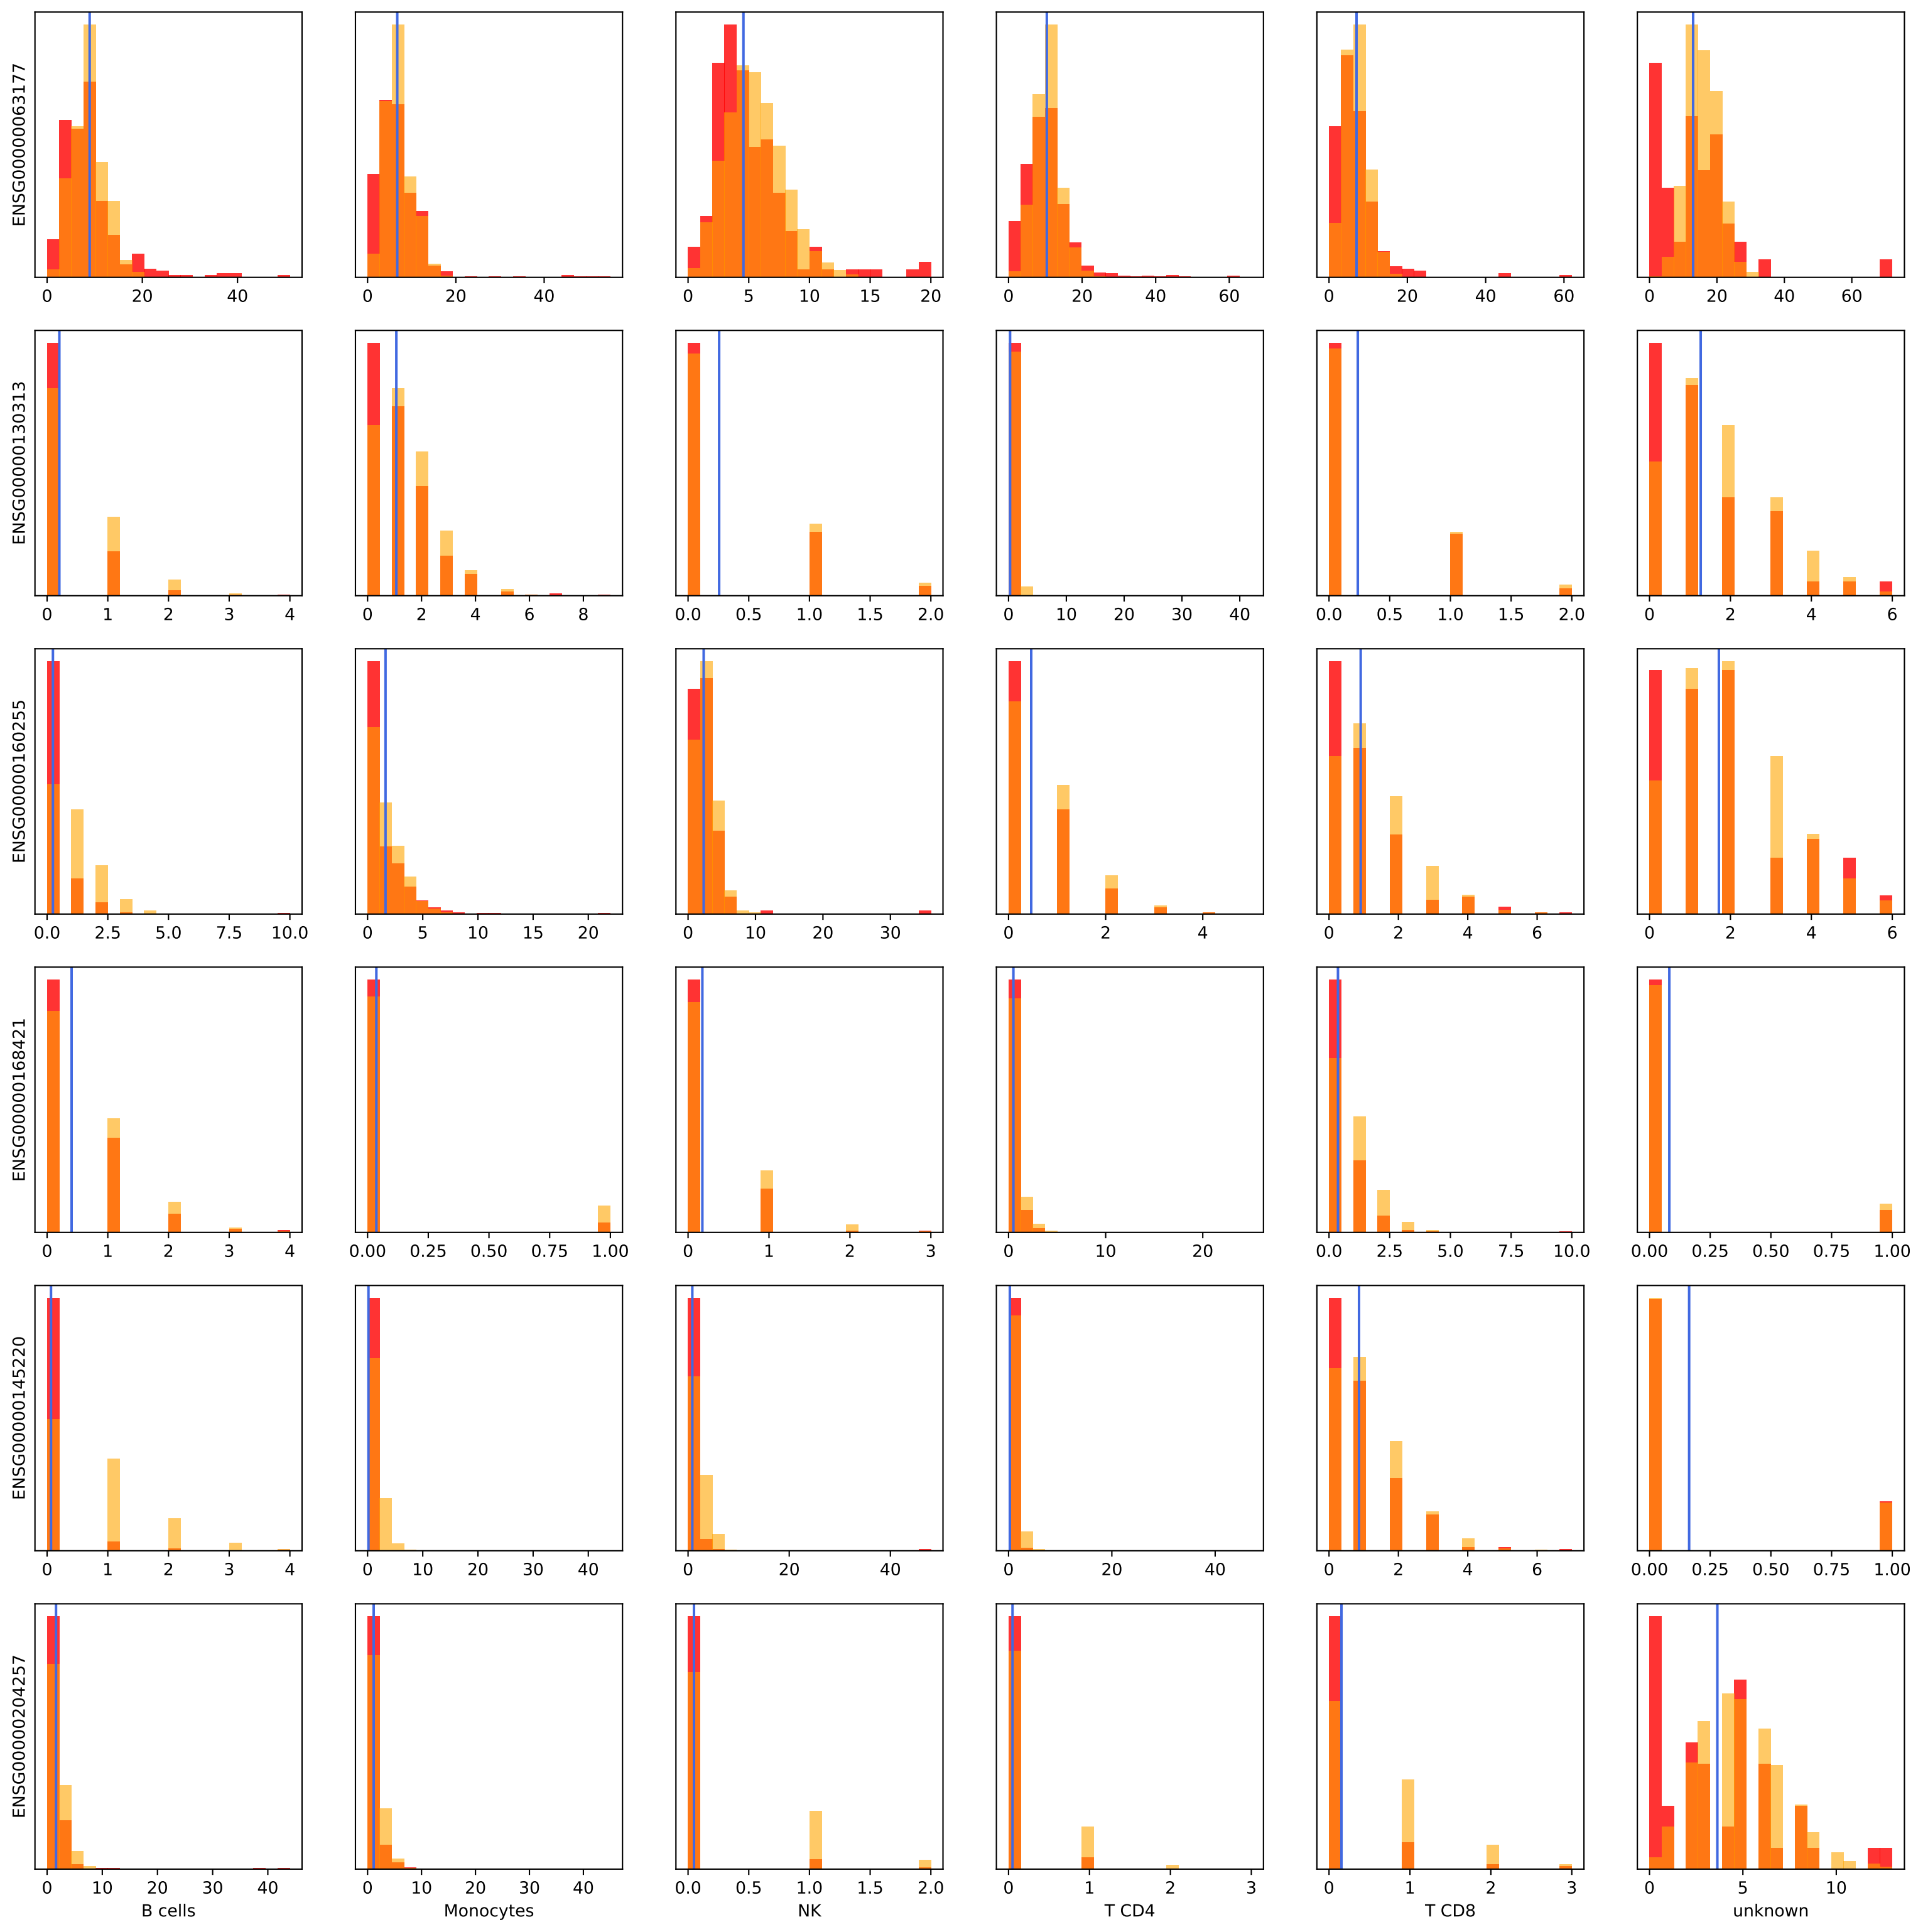 ENSG00000063177
0 20 40
0 20 40
0 5 10 15 20
0 20 40 60
0 20 40 60
0 20 40 60
ENSG00000130313
0 1 2 3 4
0 2 4 6 8
0.0 0.5 1.0 1.5 2.0
0 10 20 30 40
0.0 0.5 1.0 1.5 2.0
0 2 4 6
ENSG00000160255
0.0 2.5 5.0 7.5 10.0
0 5 10 15 20
0 10 20 30
0 2 4
0 2 4 6
0 2 4 6
ENSG00000168421
0 1 2 3 4
0.00 0.25 0.50 0.75 1.00
0 1 2 3
0 10 20
0.0 2.5 5.0 7.5 10.0
0.00 0.25 0.50 0.75 1.00
ENSG00000145220
0 1 2 3 4
0 10 20 30 40
0 20 40
0 20 40
0 2 4 6
0.00 0.25 0.50 0.75 1.00
ENSG00000204257
0 10 20 30 40
0 10 20 30 40
0.0 0.5 1.0 1.5 2.0
0 1 2 3
0 1 2 3
0 5 10
B cells
Monocytes
NK
T CD4
T CD8
unknown